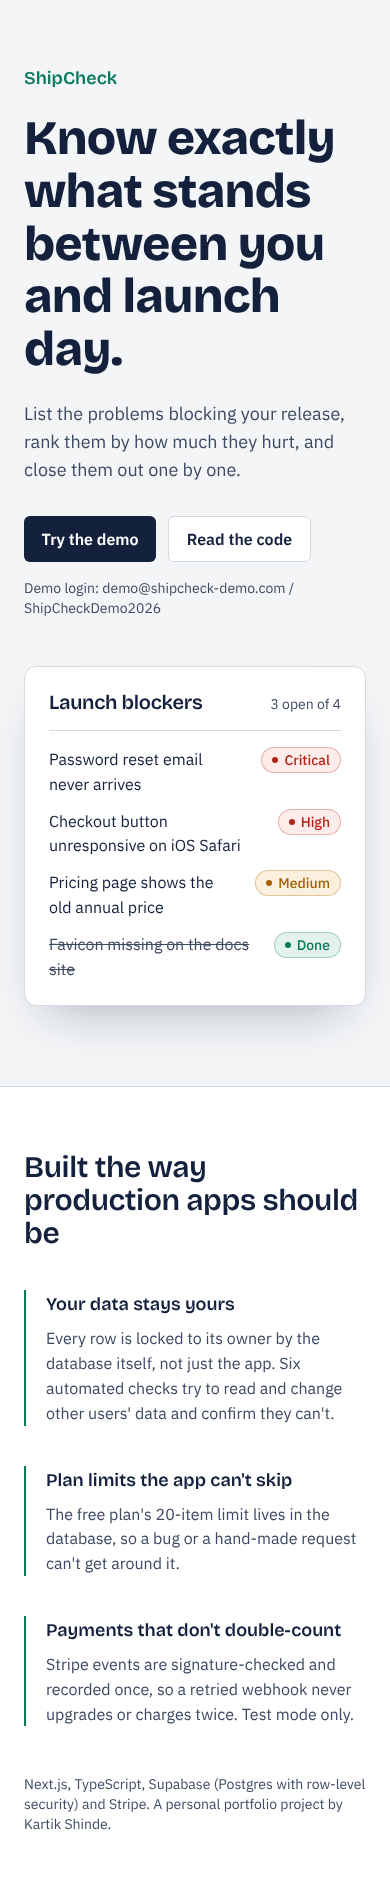 ShipCheck
Know exactly
what stands
between you
and launch
day.
List the problems blocking your release,
rank them by how much they hurt, and
close them out one by one.
Try the demo
Read the code
Demo login: demo@shipcheck-demo.com /
ShipCheckDemo2026
Launch blockers
3 open of 4
Password reset email
never arrives
Critical
Checkout button
unresponsive on iOS Safari
High
Pricing page shows the
old annual price
Medium
Favicon missing on the docs
site
Done
Built the way
production apps should
be
Your data stays yours
Every row is locked to its owner by the
database itself, not just the app. Six
automated checks try to read and change
other users' data and confirm they can't.
Plan limits the app can't skip
The free plan's 20-item limit lives in the
database, so a bug or a hand-made request
can't get around it.
Payments that don't double-count
Stripe events are signature-checked and
recorded once, so a retried webhook never
upgrades or charges twice. Test mode only.
Next.js, TypeScript, Supabase (Postgres with row-level
security) and Stripe. A personal portfolio project by
Kartik Shinde.